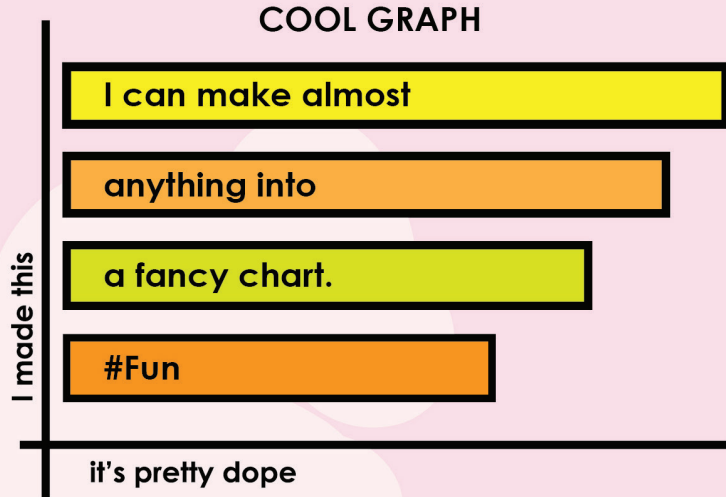 COOL GRAPH
I can make almost
anything into
a fancy chart.
#Fun
I made this
it's pretty dope